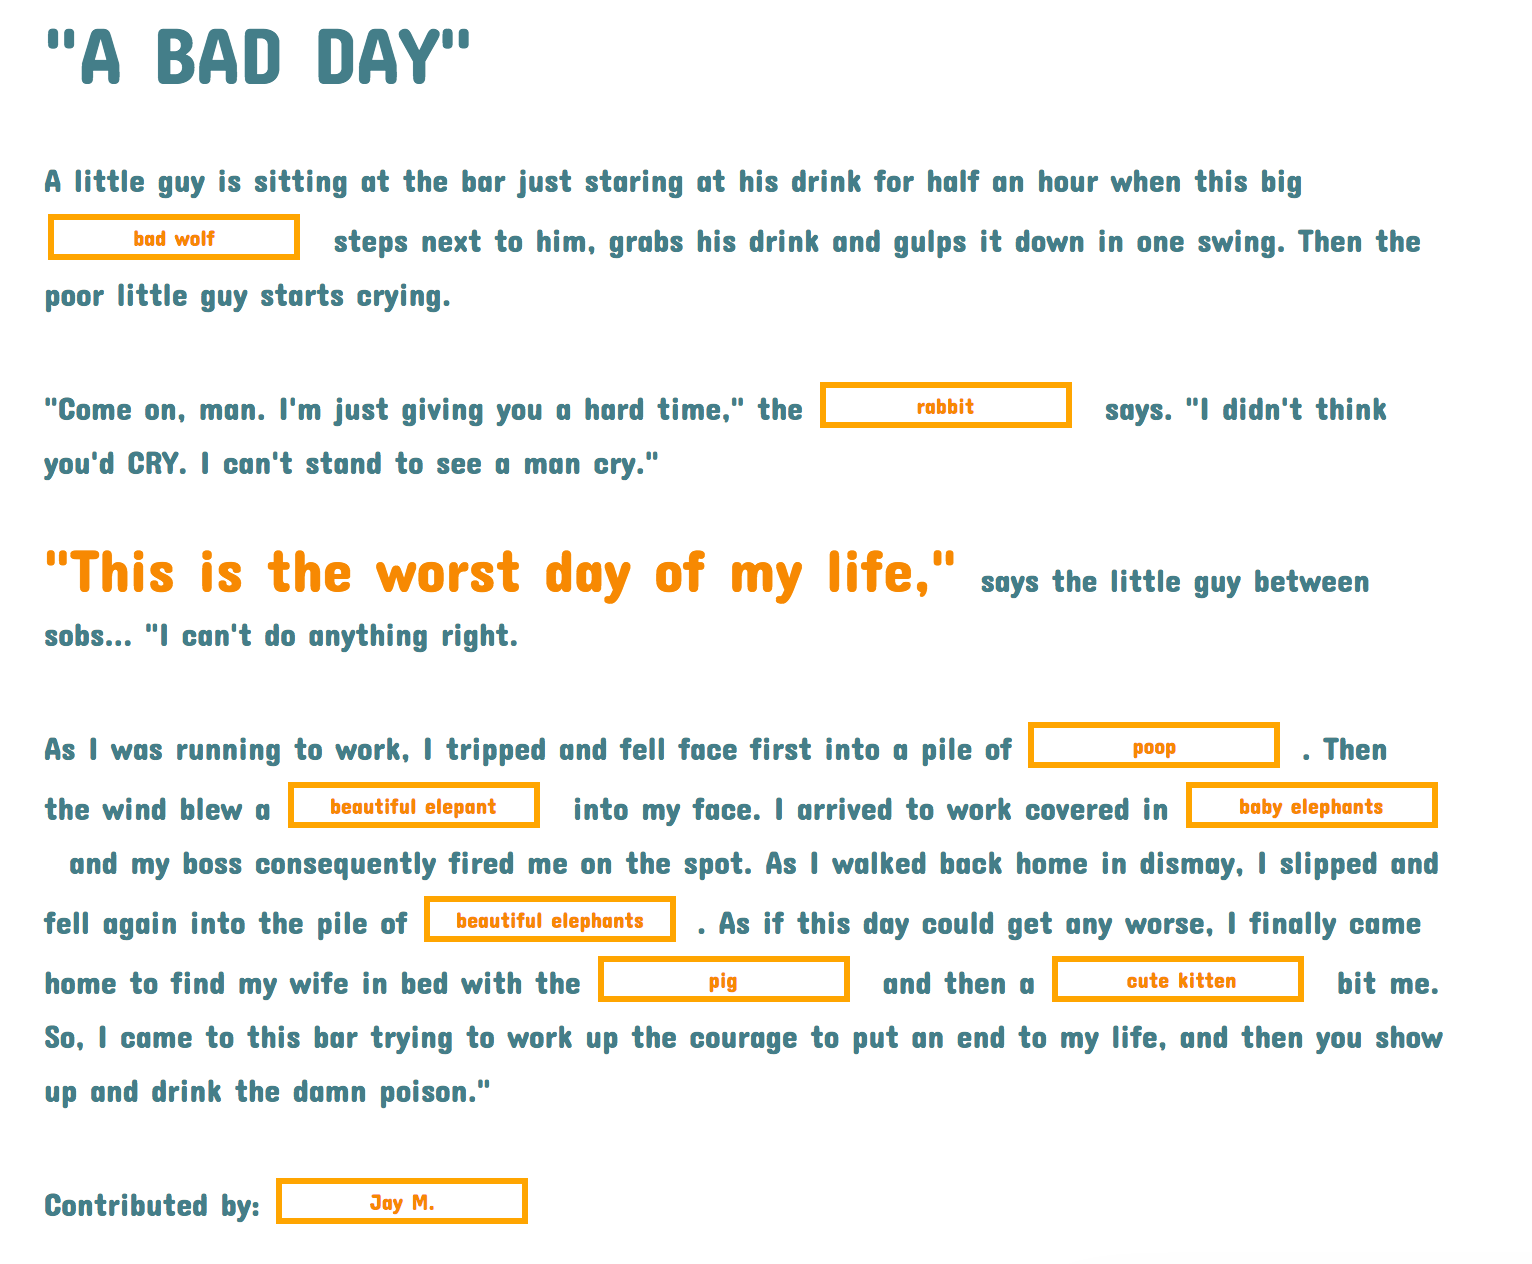 "A BAD DAY"
A little guy is sitting at the bar just staring at his drink for half an hour when this big
bad wolf steps next to him, grabs his drink and gulps it down in one swing. Then the
poor little guy starts crying.
"Come on, man. I'm just giving you a hard time," the rabbit says. "I didn't think
you'd CRY. I can't stand to see a man cry."
"This is the worst day of my life," says the little guy between
sobs... "I can't do anything right.
As I was running to work, I tripped and fell face first into a pile of poop . Then
the wind blew a beautiful elepant into my face. I arrived to work covered in baby elephants
and my boss consequently fired me on the spot. As I walked back home in dismay, I slipped and
fell again into the pile of beautiful elephants . As if this day could get any worse, I finally came
home to find my wife in bed with the pig and then a cute kitten bit me.
So, I came to this bar trying to work up the courage to put an end to my life, and then you show
up and drink the damn poison."
Contributed by: Jay M.